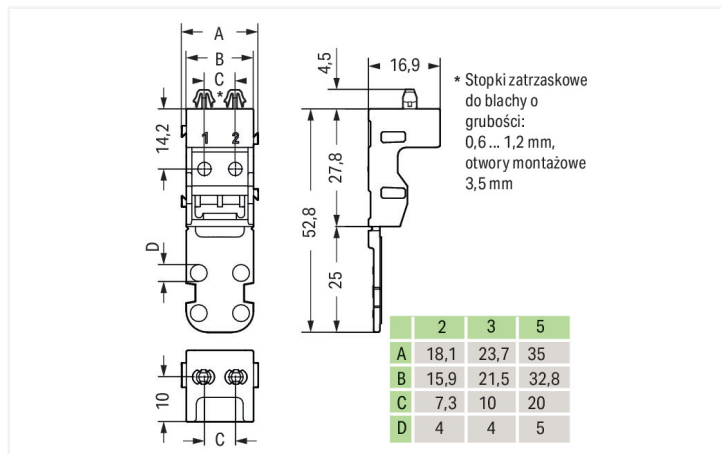 A
B
C
*
4,5
16,9
* Stopki zatrzaskowe
do blachy o
grubości:
0,6 ... 1,2 mm,
otwory montażowe
3,5 mm
14,2
1 2
27,8
52,8
D
25
10
C
2 3 5
A 18,1 23,7 35
B 15,9 21,5 32,8
C 7,3 10 20
D 4 4 5